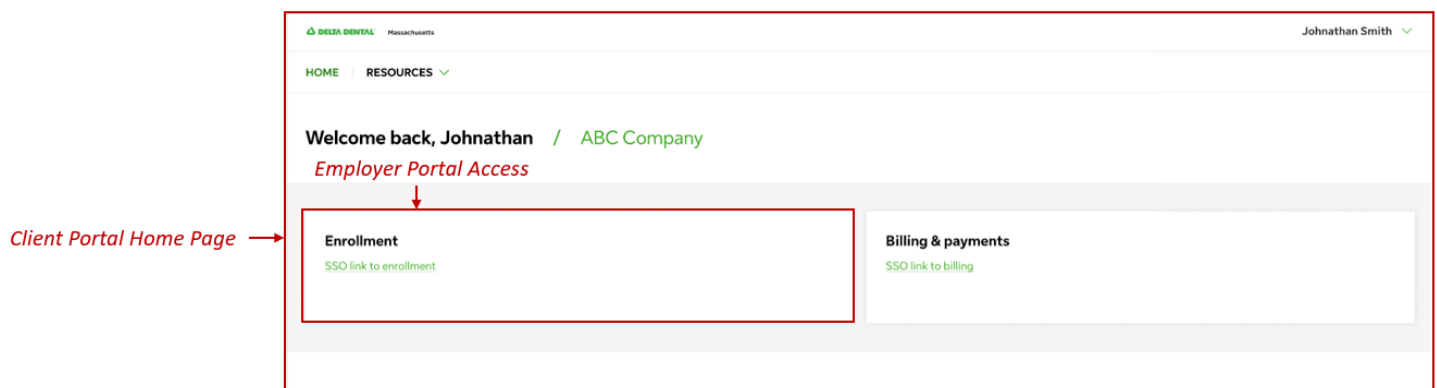 DELTA DENTAL Massachusetts
Johnathan Smith
HOME RESOURCES
Welcome back, Johnathan / ABC Company
Employer Portal Access
Client Portal Home Page
Enrollment
SSO link to enrollment
Billing & payments
SSO link to billing